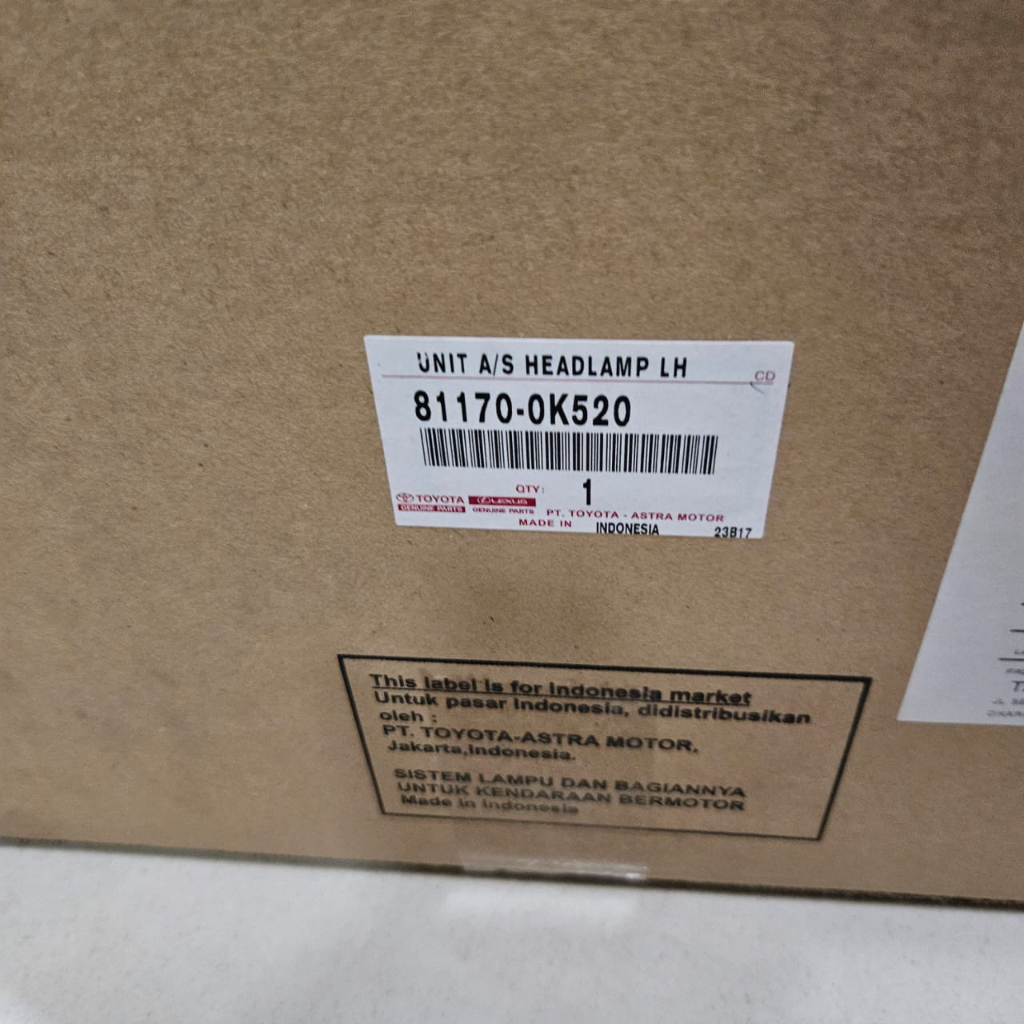 UNIT A/S HEADLAMP LH
CD
81170-0K520
QTY: 1
TOYOTA LEXUS
GENUINE PARTS GENUINE PARTS PT. TOYOTA - ASTRA MOTOR
MADE IN INDONESIA 23B17
This label is for Indonesia market
Untuk pasar Indonesia, didistribusikan
oleh :
PT. TOYOTA-ASTRA MOTOR,
Jakarta,Indonesia.
SISTEM LAMPU DAN BAGIANNYA
UNTUK KENDARAAN BERMOTOR
Made in Indonesia